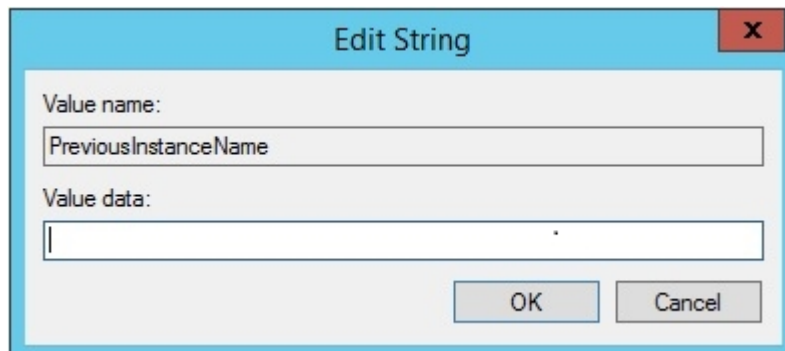 Edit String
x
Value name:
PreviousInstanceName
Value data:
OK Cancel